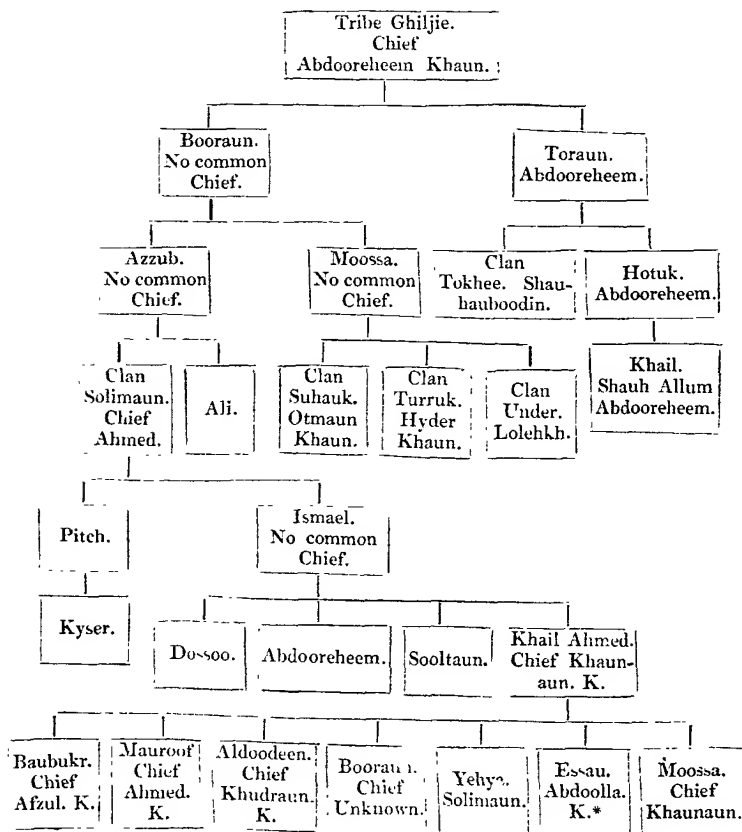 Tribe Ghiljie.
Chief
Abdooreheem Khaun.
Booraun.
No common
Chief.
Toraun.
Abdooreheem.
Azzub.
No common
Chief.
Moossa.
No common
Chief.
Clan
Tokhee. Shau-
hauboodin.
Hotuk.
Abdooreheem.
Clan
Solimaun.
Chief
Ahmed.
Ali.
Clan
Suhauk.
Otmaun
Khaun.
Clan
Turruk.
Hyder
Khaun.
Clan
Under.
Lolehkh.
Khail.
Shauh Allum
Abdooreheem.
Pitch.
Ismael.
No common
Chief.
Kyser.
Dossoo.
Abdooreheem.
Sooltaun.
Khail Ahmed.
Chief Khaun-
aun. K.
Baubukr.
Chief
Afzul. K.
Mauroof
Chief
Ahmed.
K.
Aldoodeen.
Chief
Khudraun.
K.
Booraun.
Chief
Unknown.
Yehya.
Solimaun.
Essau.
Abdoolla.
K.*
Moossa.
Chief
Khaunaun.